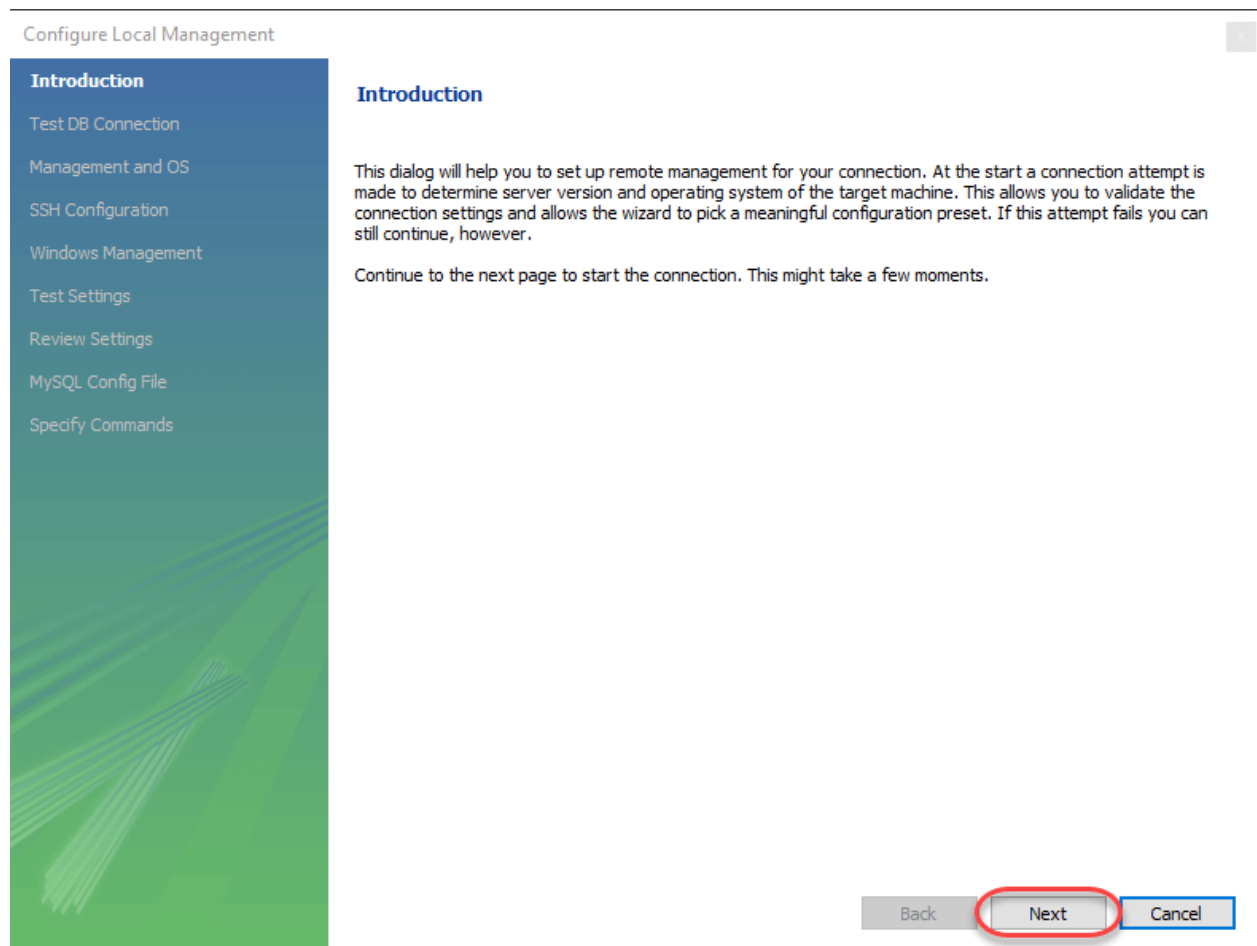 Configure Local Management
x
Introduction
Test DB Connection
Management and OS
SSH Configuration
Windows Management
Test Settings
Review Settings
MySQL Config File
Specify Commands
Introduction
This dialog will help you to set up remote management for your connection. At the start a connection attempt is
made to determine server version and operating system of the target machine. This allows you to validate the
connection settings and allows the wizard to pick a meaningful configuration preset. If this attempt fails you can
still continue, however.
Continue to the next page to start the connection. This might take a few moments.
Back
Next
Cancel